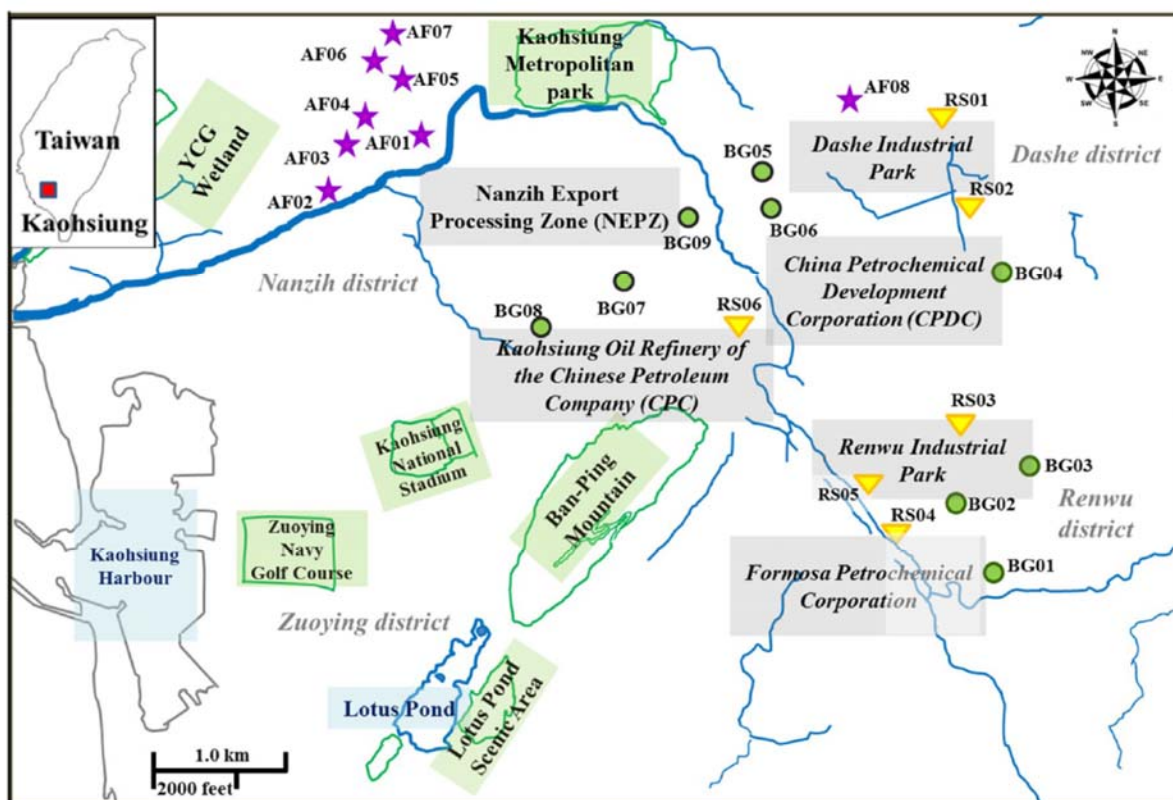 Taiwan
Kaohsiung
YCG
Wetland
AF07
AF06
AF05
AF04
AF01
AF03
AF02
Kaohsiung
Metropolitan
park
N
NE
E
SE
S
SW
W
NW
AF08
RS01
Dashe Industrial
Park
Dashe district
RS02
BG05
BG06
Nanzih Export
Processing Zone (NEPZ)
BG09
China Petrochemical
Development
Corporation (CPDC)
BG04
Nanzih district
BG07
BG08
RS06
Kaohsiung Oil Refinery of
the Chinese Petroleum
Company (CPC)
RS03
Renwu Industrial
Park
BG03
RS05
BG02
RS04
Renwu
district
Kaohsiung
National
Stadium
Ban-Ping
Mountain
Formosa Petrochemical
Corporation
BG01
Kaohsiung
Harbour
Zuoying
Navy
Golf Course
Zuoying district
Lotus Pond
Lotus Pond
Scenic Area
1.0 km
2000 feet